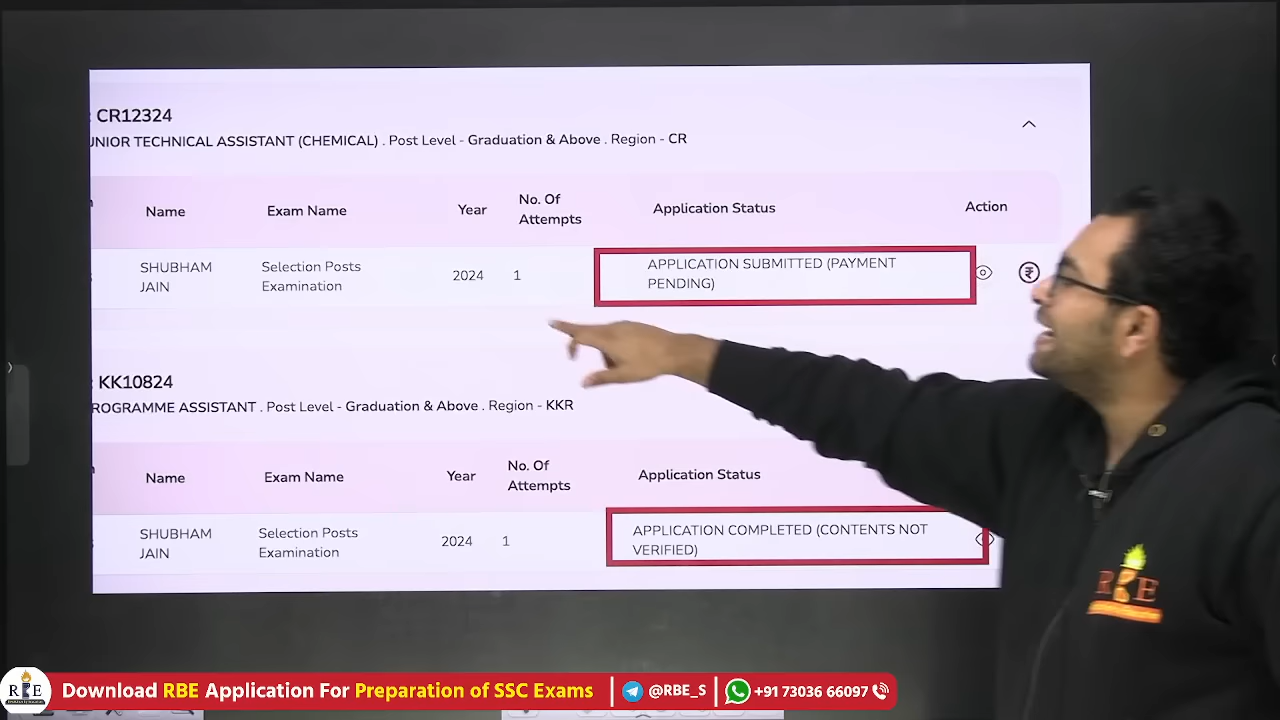 : CR12324
UNIOR TECHNICAL ASSISTANT (CHEMICAL) . Post Level - Graduation & Above . Region - CR
Name Exam Name Year No. Of Attempts Application Status Action
SHUBHAM JAIN Selection Posts Examination 2024 1 APPLICATION SUBMITTED (PAYMENT PENDING)
: KK10824
ROGRAMME ASSISTANT . Post Level - Graduation & Above . Region - KKR
Name Exam Name Year No. Of Attempts Application Status
SHUBHAM JAIN Selection Posts Examination 2024 1 APPLICATION COMPLETED (CONTENTS NOT VERIFIED)
RBE
RBE Download RBE Application For Preparation of SSC Exams @RBE_S +91 73036 66097